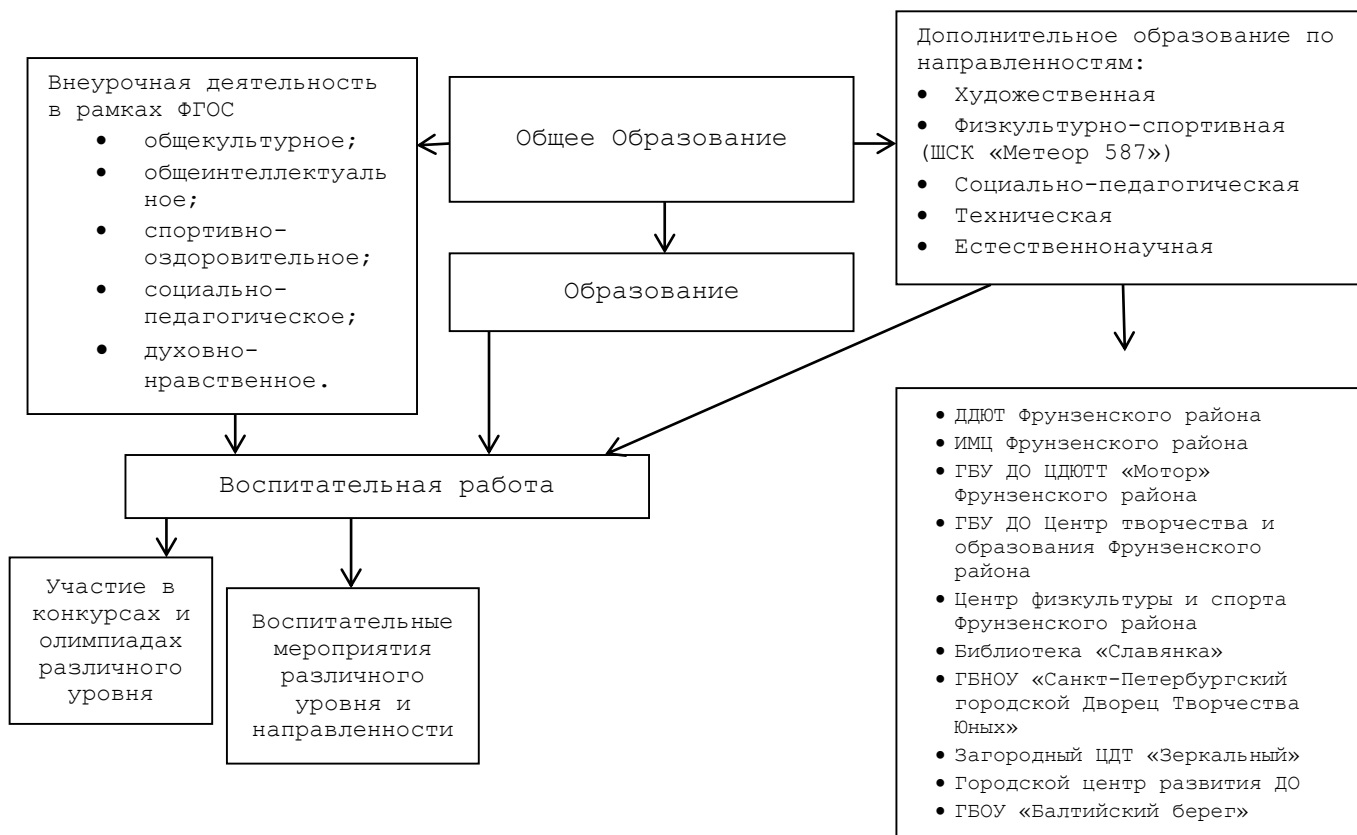 Внеурочная деятельность
в рамках ФГОС
• общекультурное;
• общеинтеллектуаль
ное;
• спортивно-
оздоровительное;
• социально-
педагогическое;
• духовно-
нравственное.
Общее Образование
Образование
Дополнительное образование по
направленностям:
• Художественная
• Физкультурно-спортивная
(ШСК «Метеор 587»)
• Социально-педагогическая
• Техническая
• Естественнонаучная
Воспитательная работа
Участие в
конкурсах и
олимпиадах
различного
уровня
Воспитательные
мероприятия
различного
уровня и
направленности
• ДДЮТ Фрунзенского района
• ИМЦ Фрунзенского района
• ГБУ ДО ЦДЮТТ «Мотор»
Фрунзенского района
• ГБУ ДО Центр творчества и
образования Фрунзенского
района
• Центр физкультуры и спорта
Фрунзенского района
• Библиотека «Славянка»
• ГБНОУ «Санкт-Петербургский
городской Дворец Творчества
Юных»
• Загородный ЦДТ «Зеркальный»
• Городской центр развития ДО
• ГБОУ «Балтийский берег»